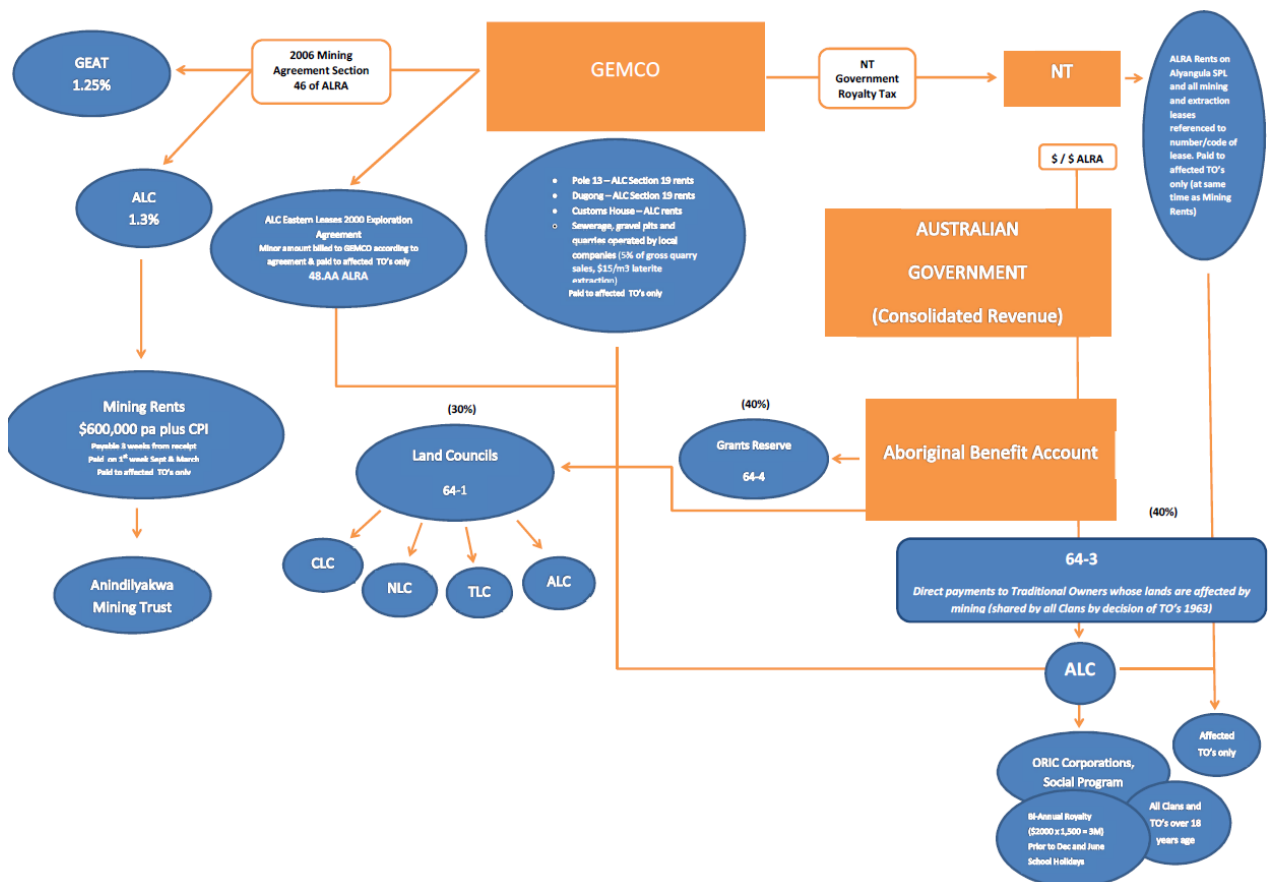 GEAT
1.25%
2006 Mining
Agreement Section
46 of ALRA
GEMCO
NT
Government
Royalty Tax
NT
ALRA Rents on
Alyangula SPL
and all mining
and extraction
leases
referenced to
number/code of
lease. Paid to
affected TO's
only (at same
time as Mining
Rents)
ALC
1.3%
ALC Eastern Leases 2000 Exploration
Agreement
Minor amount billed to GEMCO according to
agreement & paid to affected TO's only
48.AA ALRA
• Pole 13 – ALC Section 19 rents
• Dugong – ALC Section 19 rents
• Customs House – ALC rents
o Sewerage, gravel pits and
quarries operated by local
companies (5% of gross quarry
sales, $15/m3 laterite
extraction)
Paid to affected TO's only
$ / $ ALRA
AUSTRALIAN
GOVERNMENT
(Consolidated Revenue)
Mining Rents
$600,000 pa plus CPI
Payable 3 weeks from receipt
Paid on 1st week Sept & March
Paid to affected TO's only
(30%)
Land Councils
64-1
(40%)
Grants Reserve
64-4
Aboriginal Benefit Account
(40%)
CLC
NLC
TLC
ALC
Anindilyakwa
Mining Trust
64-3
Direct payments to Traditional Owners whose lands are affected by
mining (shared by all Clans by decision of TO's 1963)
ALC
Affected
TO's only
ORIC Corporations,
Social Program
Bi-Annual Royalty
($2000 x 1,500 = 3M)
Prior to Dec and June
School Holidays
All Clans and
TO's over 18
years age